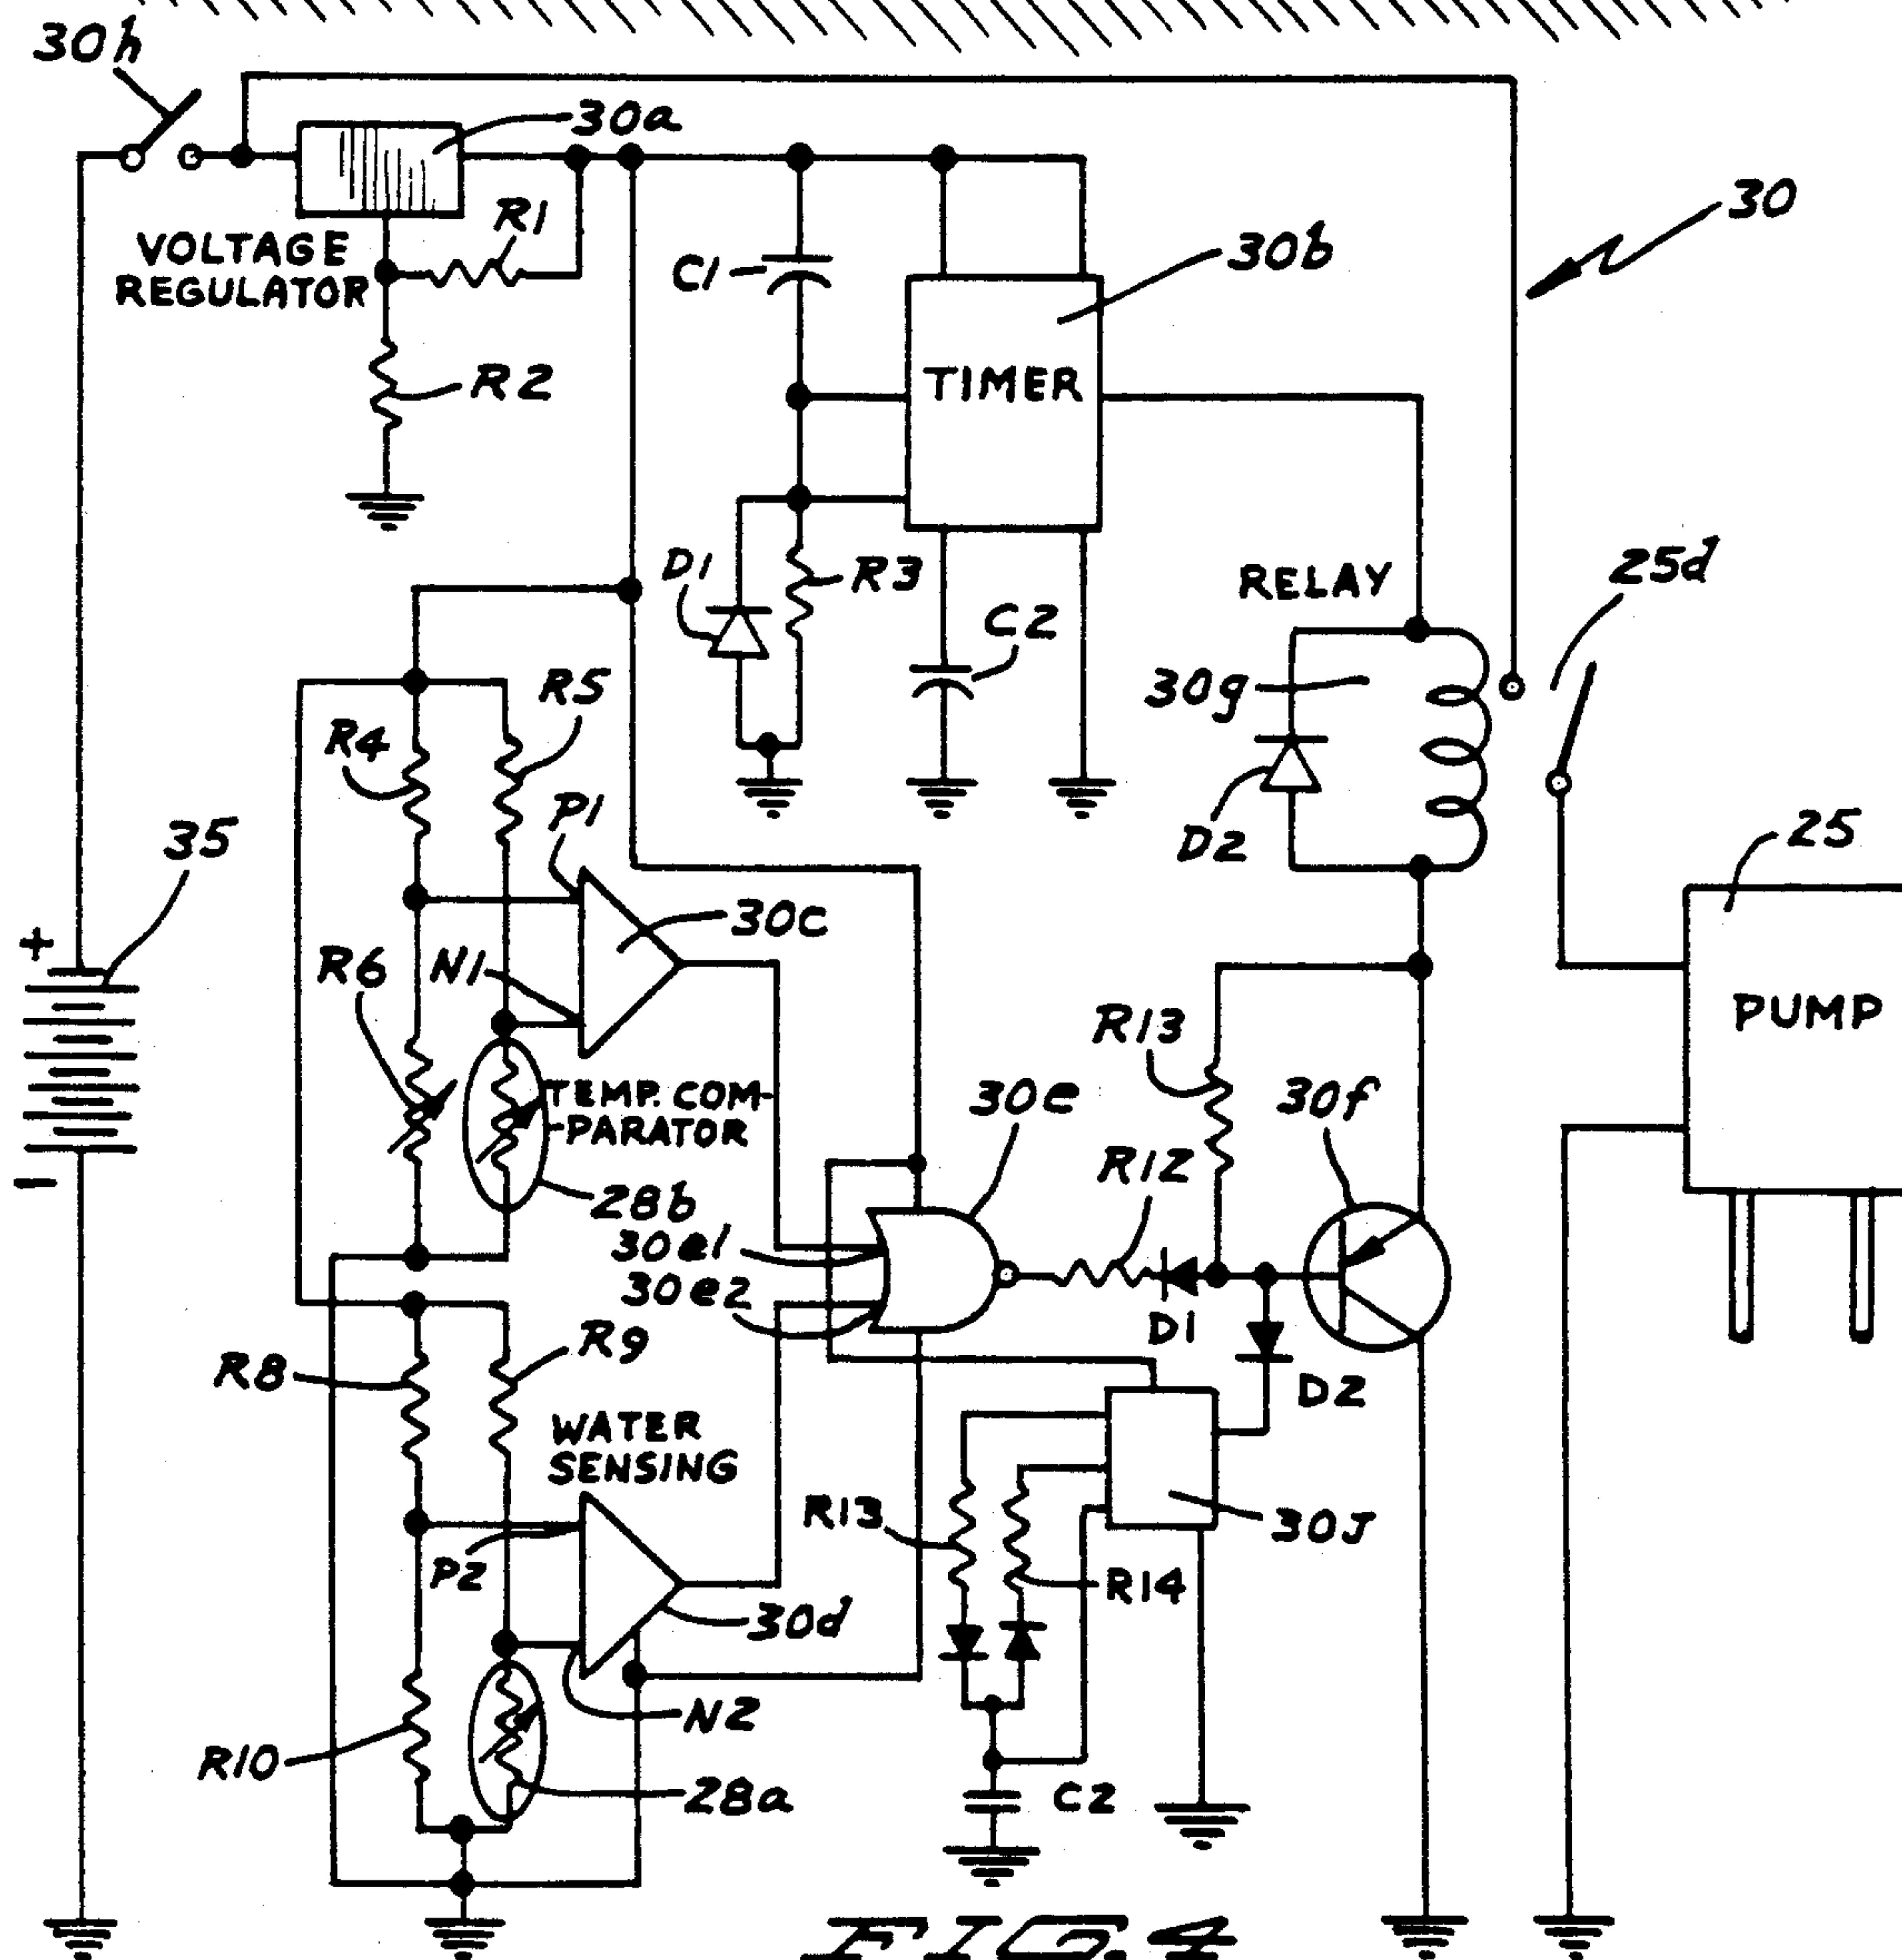 30h
30a
VOLTAGE
REGULATOR
R1
R2
C1
30b
30
TIMER
D1
R3
C2
RELAY
25d
30g
D2
R5
R4
P1
35
25
30c
+
R6
N1
PUMP
R13
30e
30f
TEMP. COM-
-PARATOR
R12
-
28b
30e1
30e2
D1
R9
R8
D2
WATER
SENSING
R13
30J
P2
R14
30d
N2
R10
28a
C2
FIG. 4